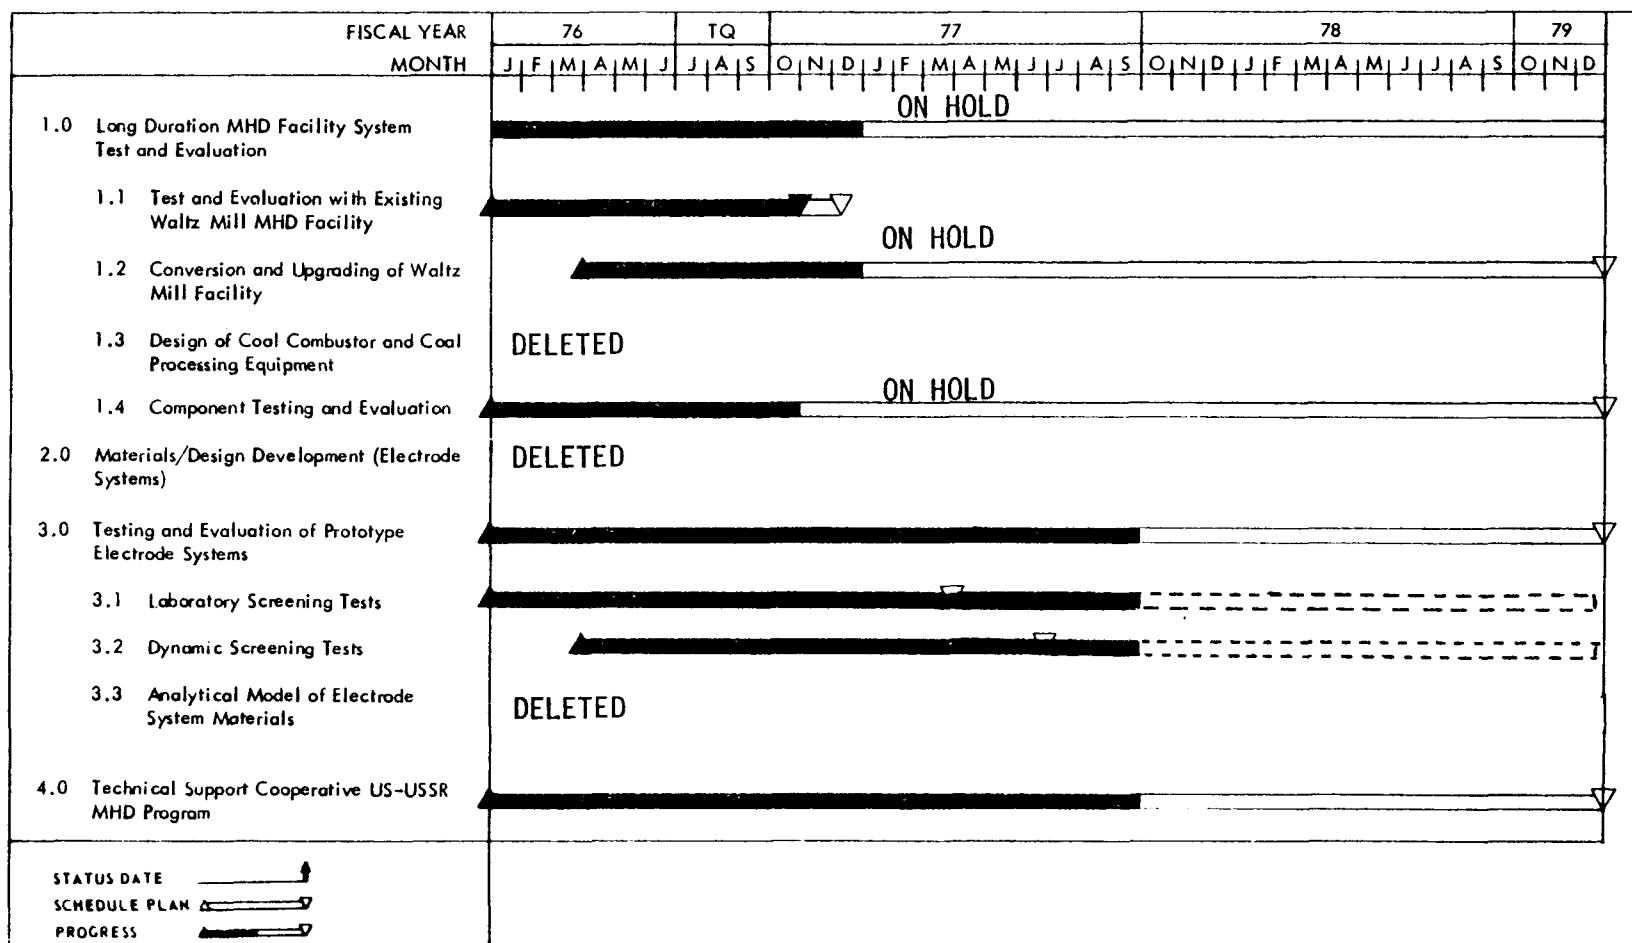 FISCAL YEAR 76 TQ 77 78 79
MONTH J F M A M J J A S O N D J F M A M J J A S O N D J F M A M J J A S O N D
ON HOLD
1.0 Long Duration MHD Facility System
Test and Evaluation
1.1 Test and Evaluation with Existing
Waltz Mill MHD Facility
ON HOLD
1.2 Conversion and Upgrading of Waltz
Mill Facility
1.3 Design of Coal Combustor and Coal DELETED
Processing Equipment
ON HOLD
1.4 Component Testing and Evaluation
2.0 Materials/Design Development (Electrode DELETED
Systems)
3.0 Testing and Evaluation of Prototype
Electrode Systems
3.1 Laboratory Screening Tests
3.2 Dynamic Screening Tests
3.3 Analytical Model of Electrode DELETED
System Materials
4.0 Technical Support Cooperative US-USSR
MHD Program
STATUS DATE
SCHEDULE PLAN
PROGRESS